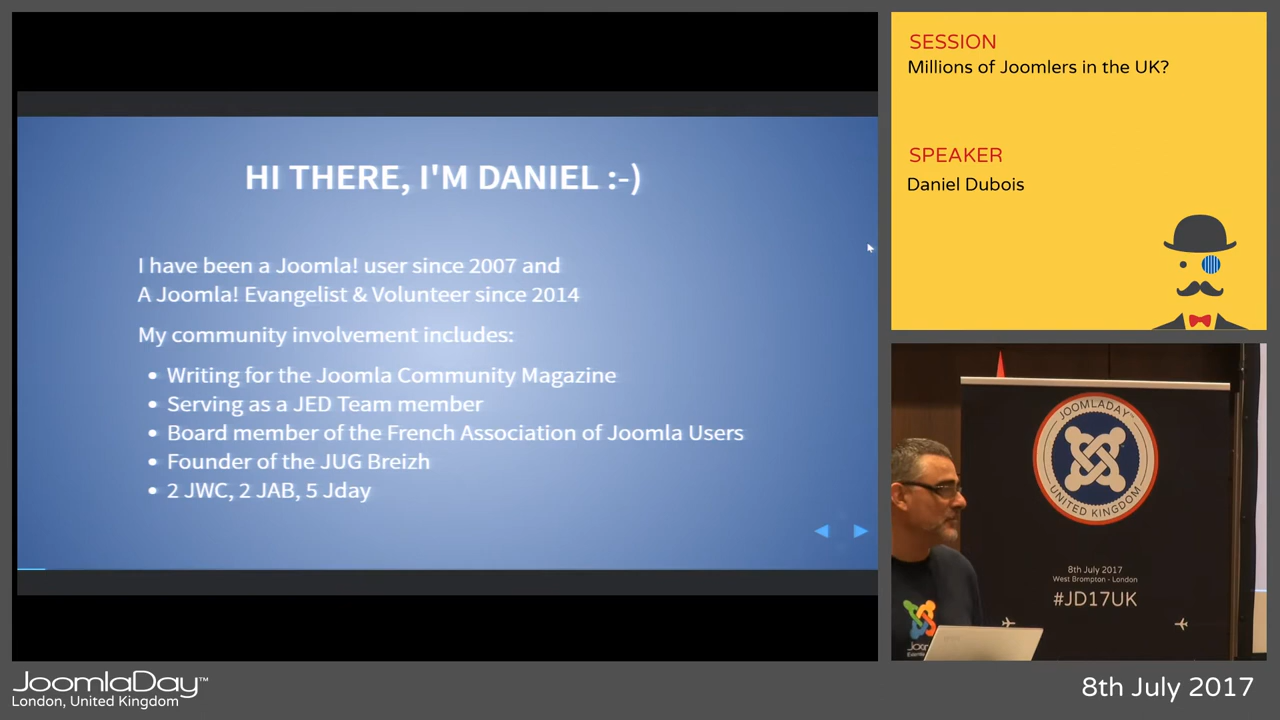 HI THERE, I'M DANIEL :-)
I have been a Joomla! user since 2007 and
A Joomla! Evangelist & Volunteer since 2014
My community involvement includes:
• Writing for the Joomla Community Magazine
• Serving as a JED Team member
• Board member of the French Association of Joomla Users
• Founder of the JUG Breizh
• 2 JWC, 2 JAB, 5 Jday
SESSION
Millions of Joomlers in the UK?
SPEAKER
Daniel Dubois
JOOMLADAY™
UNITED KINGDOM
8th July 2017
West Brompton - London
#JD17UK
JoomlaDay™
London, United Kingdom
8th July 2017